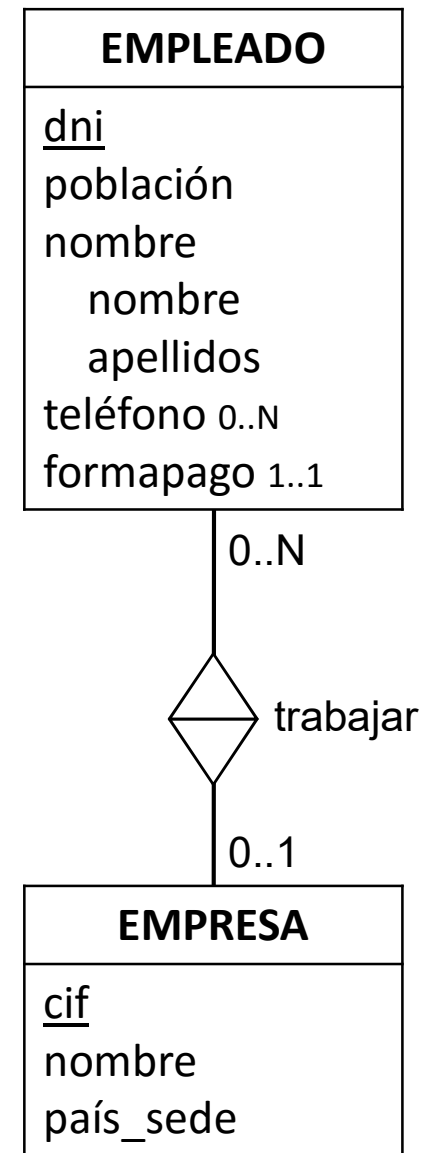 EMPLEADO
dni
población
nombre
nombre
apellidos
teléfono 0..N
formapago 1..1
0..N
trabajar
0..1
EMPRESA
cif
nombre
país_sede